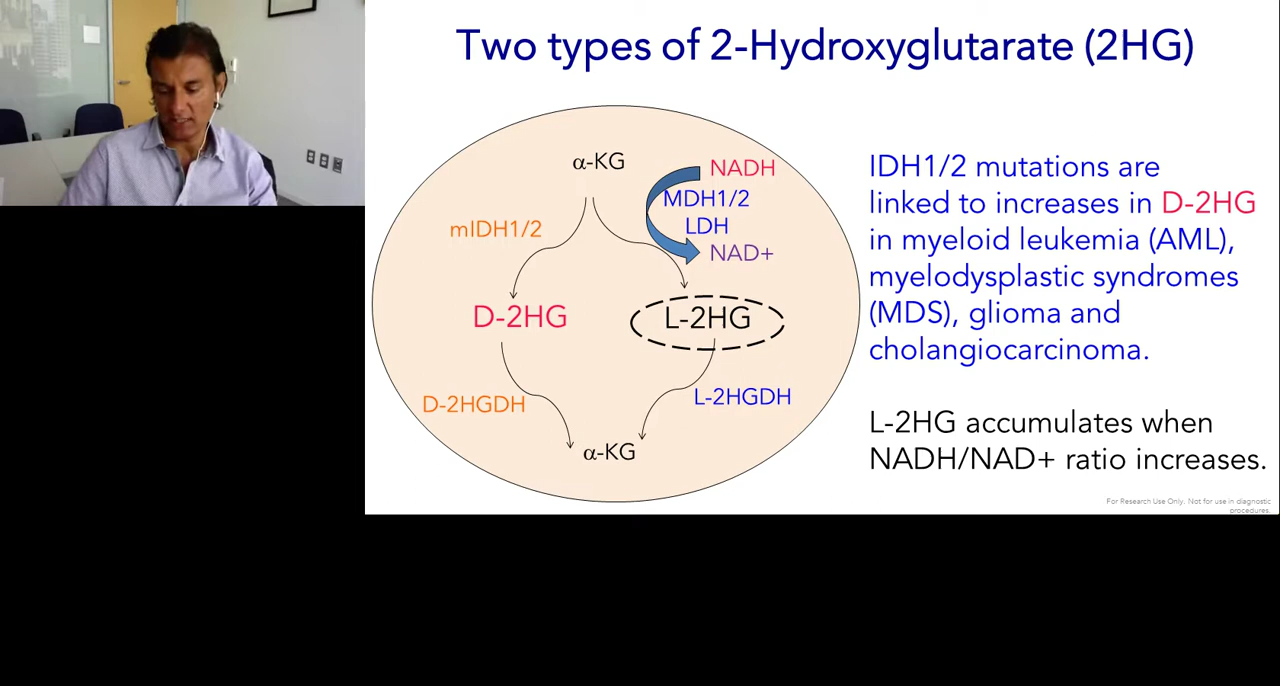 Two types of 2-Hydroxyglutarate (2HG)
α-KG
NADH
MDH1/2
LDH
NAD+
mIDH1/2
D-2HG
L-2HG
D-2HGDH
L-2HGDH
α-KG
IDH1/2 mutations are
linked to increases in D-2HG
in myeloid leukemia (AML),
myelodysplastic syndromes
(MDS), glioma and
cholangiocarcinoma.
L-2HG accumulates when
NADH/NAD+ ratio increases.
For Research Use Only. Not for use in diagnostic
procedures.